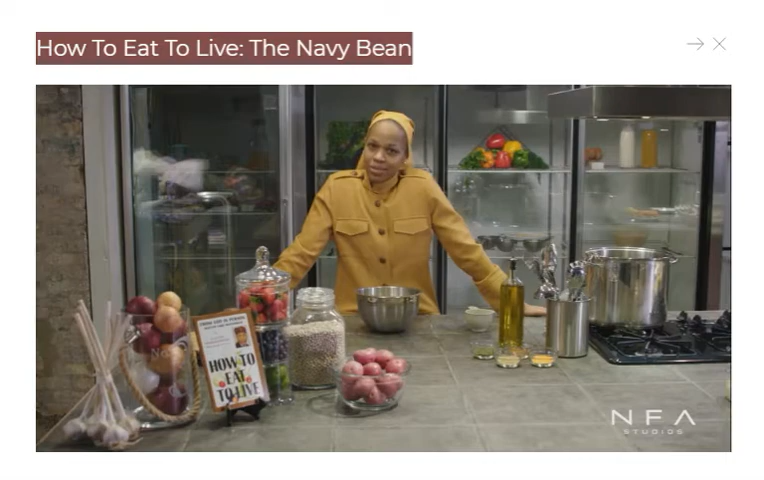 How To Eat To Live: The Navy Bean
HOW TO
EAT
TO LIVE
NFA
STUDIOS